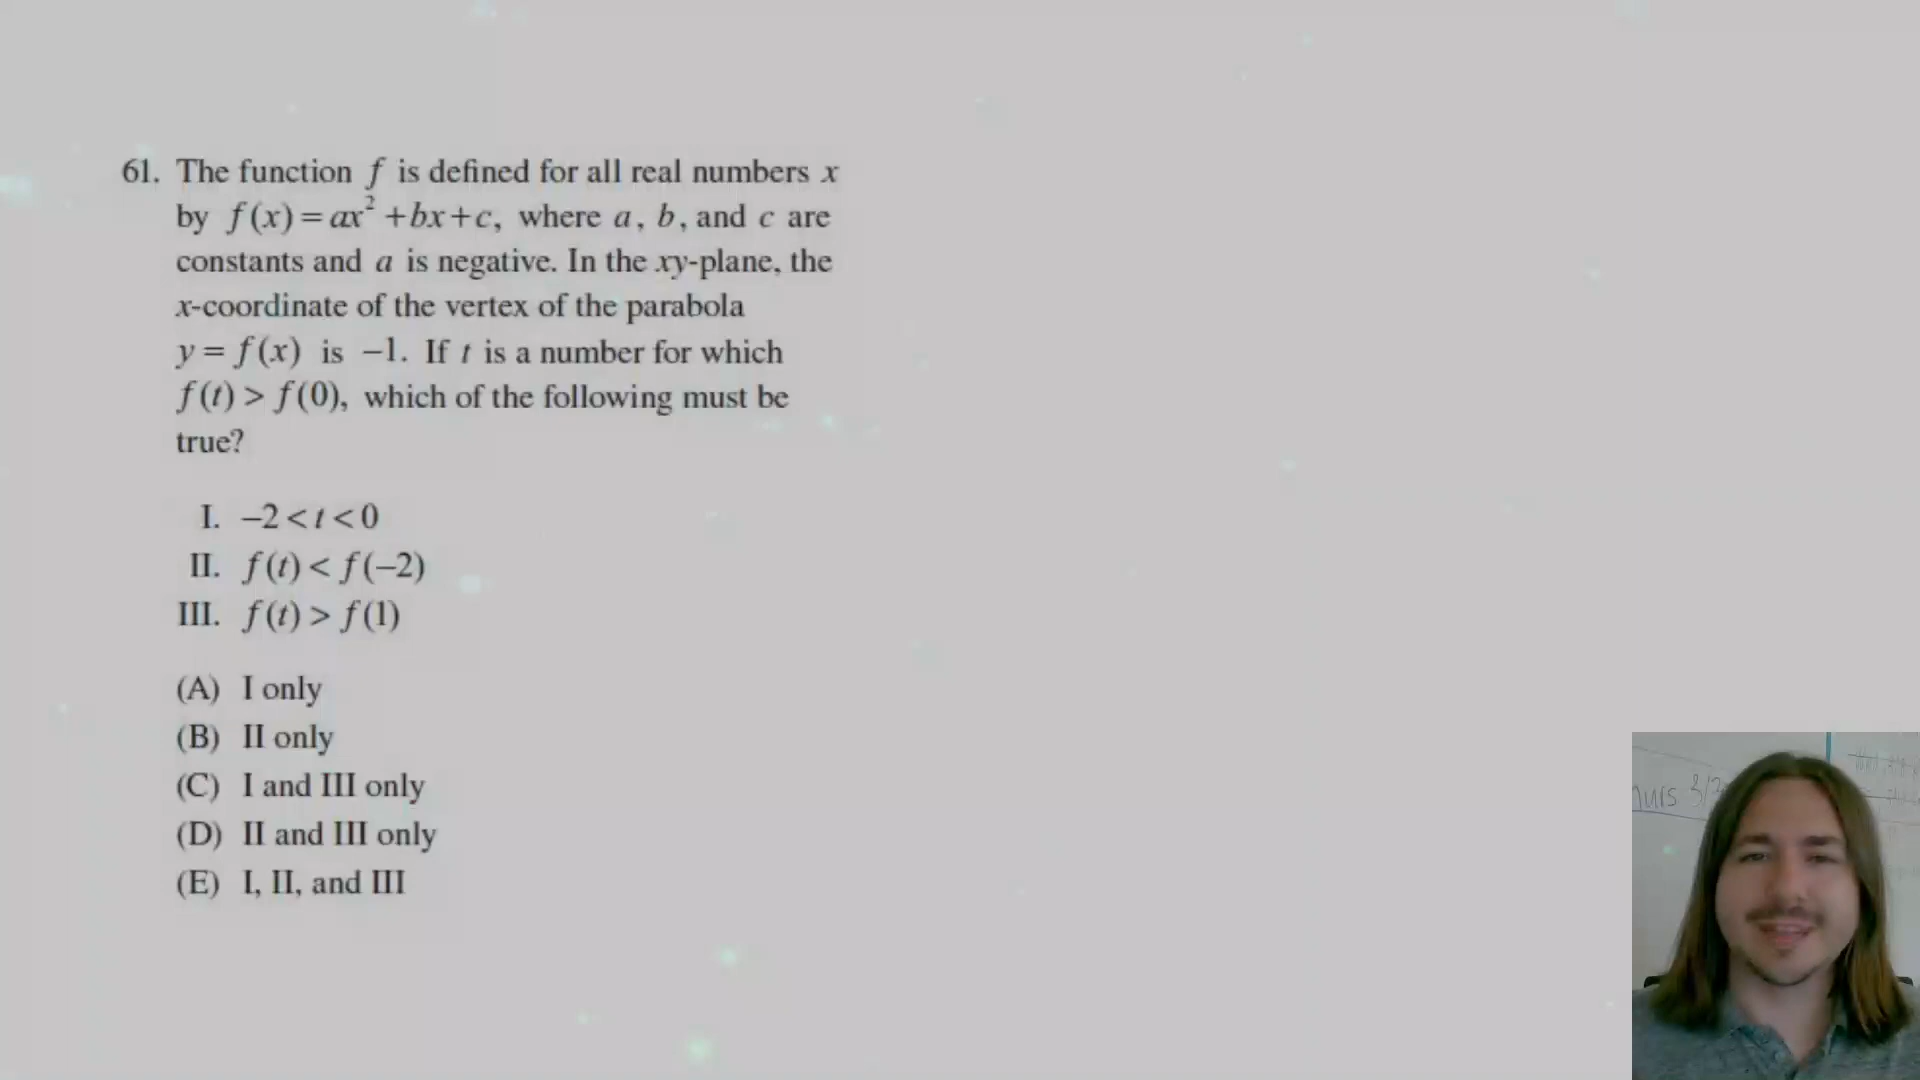 61. The function f is defined for all real numbers x
by f(x)=ax²+bx+c, where a, b, and c are
constants and a is negative. In the xy-plane, the
x-coordinate of the vertex of the parabola
y=f(x) is −1. If t is a number for which
f(t)>f(0), which of the following must be
true?
I. −2<t<0
II. f(t)<f(−2)
III. f(t)>f(1)
(A) I only
(B) II only
(C) I and III only
(D) II and III only
(E) I, II, and III